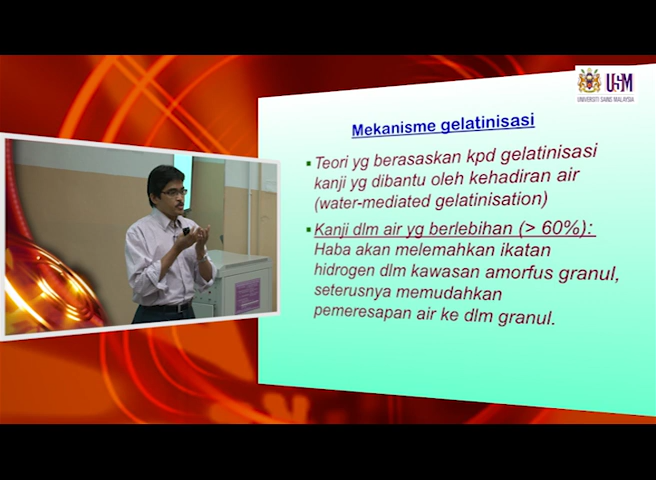 USM
UNIVERSITI SAINS MALAYSIA
Mekanisme gelatinisasi
Teori yg berasaskan kpd gelatinisasi
kanji yg dibantu oleh kehadiran air
(water-mediated gelatinisation)
Kanji dlm air yg berlebihan (> 60%):
Haba akan melemahkan ikatan
hidrogen dlm kawasan amorfus granul,
seterusnya memudahkan
pemeresapan air ke dlm granul.